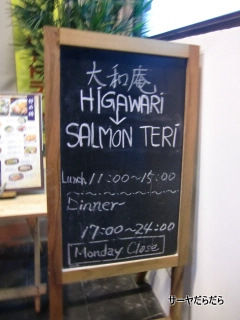 大和庵
HIGAWARI
↓
SALMON TERI
Lunch 11:00~15:00
Dinner
17:00~24:00
Monday Close
サーヤだらだら